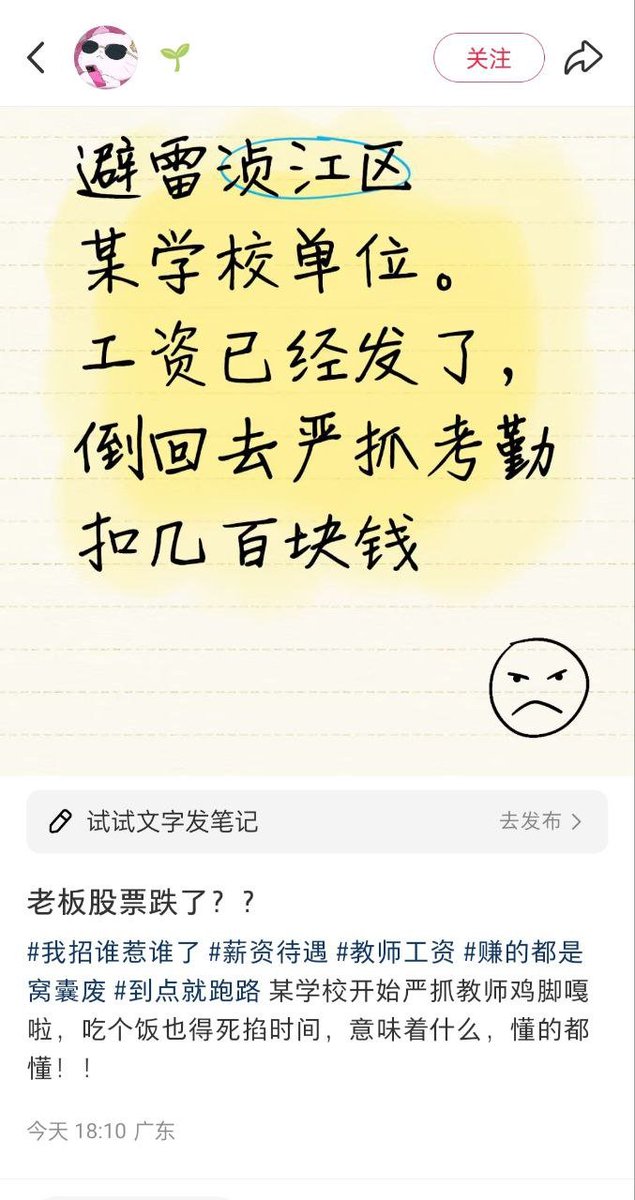 关注
避雷浈江区
某学校单位。
工资已经发了，
倒回去严抓考勤
扣几百块钱
试试文字发笔记
去发布
老板股票跌了？？
#我招谁惹谁了 #薪资待遇 #教师工资 #赚的都是
窝囊废 #到点就跑路 某学校开始严抓教师鸡脚嘎
啦，吃个饭也得死掐时间，意味着什么，懂的都
懂！！
今天 18:10 广东